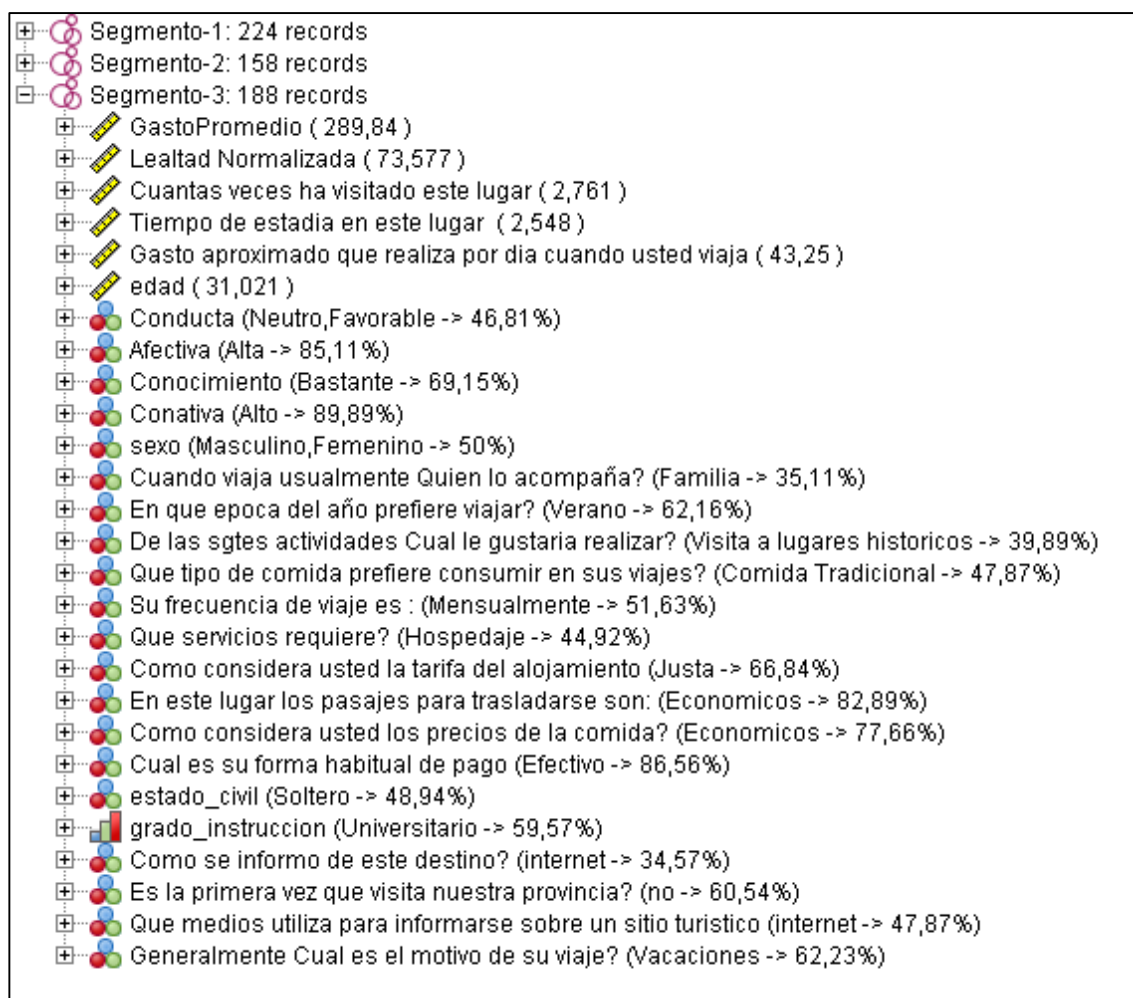 Segmento-1: 224 records
Segmento-2: 158 records
Segmento-3: 188 records
GastoPromedio ( 289,84 )
Lealtad Normalizada ( 73,577 )
Cuantas veces ha visitado este lugar ( 2,761 )
Tiempo de estadia en este lugar ( 2,548 )
Gasto aproximado que realiza por dia cuando usted viaja ( 43,25 )
edad ( 31,021 )
Conducta (Neutro,Favorable -> 46,81%)
Afectiva (Alta -> 85,11%)
Conocimiento (Bastante -> 69,15%)
Conativa (Alto -> 89,89%)
sexo (Masculino,Femenino -> 50%)
Cuando viaja usualmente Quien lo acompaña? (Familia -> 35,11%)
En que epoca del año prefiere viajar? (Verano -> 62,16%)
De las sgtes actividades Cual le gustaria realizar? (Visita a lugares historicos -> 39,89%)
Que tipo de comida prefiere consumir en sus viajes? (Comida Tradicional -> 47,87%)
Su frecuencia de viaje es : (Mensualmente -> 51,63%)
Que servicios requiere? (Hospedaje -> 44,92%)
Como considera usted la tarifa del alojamiento (Justa -> 66,84%)
En este lugar los pasajes para trasladarse son: (Economicos -> 82,89%)
Como considera usted los precios de la comida? (Economicos -> 77,66%)
Cual es su forma habitual de pago (Efectivo -> 86,56%)
estado_civil (Soltero -> 48,94%)
grado_instruccion (Universitario -> 59,57%)
Como se informo de este destino? (internet -> 34,57%)
Es la primera vez que visita nuestra provincia? (no -> 60,54%)
Que medios utiliza para informarse sobre un sitio turistico (internet -> 47,87%)
Generalmente Cual es el motivo de su viaje? (Vacaciones -> 62,23%)